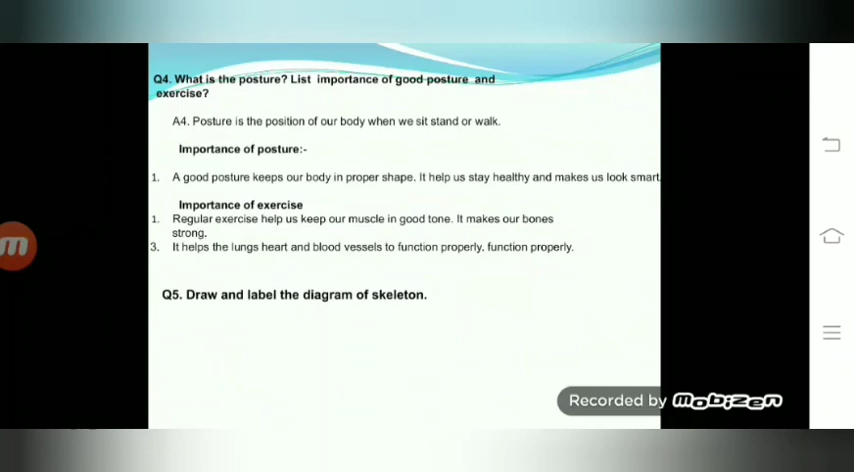 Q4. What is the posture? List importance of good posture and
exercise?
A4. Posture is the position of our body when we sit stand or walk.
Importance of posture:-
1. A good posture keeps our body in proper shape. It help us stay healthy and makes us look smart
Importance of exercise
1. Regular exercise help us keep our muscle in good tone. It makes our bones
strong.
3. It helps the lungs heart and blood vessels to function properly. function properly.
Q5. Draw and label the diagram of skeleton.
Recorded by mobizen